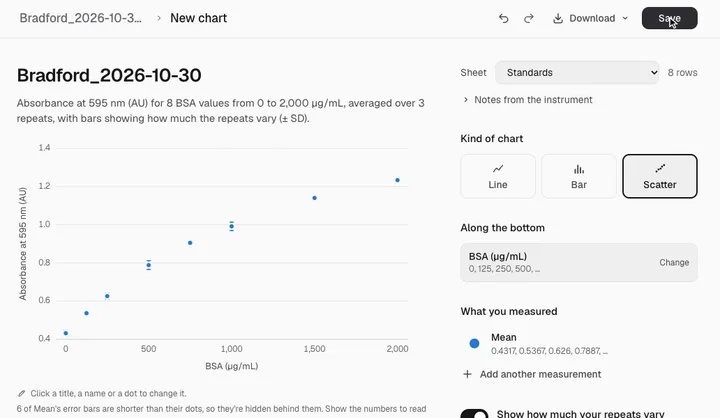 Bradford_2026-10-3... › New chart
Download
Save
Bradford_2026-10-30
Absorbance at 595 nm (AU) for 8 BSA values from 0 to 2,000 µg/mL, averaged over 3
repeats, with bars showing how much the repeats vary (± SD).
1.4
1.2
1.0
0.8
0.6
0.4
Absorbance at 595 nm (AU)
0 500 1,000 1,500 2,000
BSA (µg/mL)
Click a title, a name or a dot to change it.
6 of Mean's error bars are shorter than their dots, so they're hidden behind them. Show the numbers to read
Sheet Standards 8 rows
Notes from the instrument
Kind of chart
Line Bar Scatter
Along the bottom
BSA (µg/mL)
0, 125, 250, 500, ...
Change
What you measured
Mean
0.4317, 0.5367, 0.626, 0.7887, ...
+ Add another measurement
Show how much your repeats vary